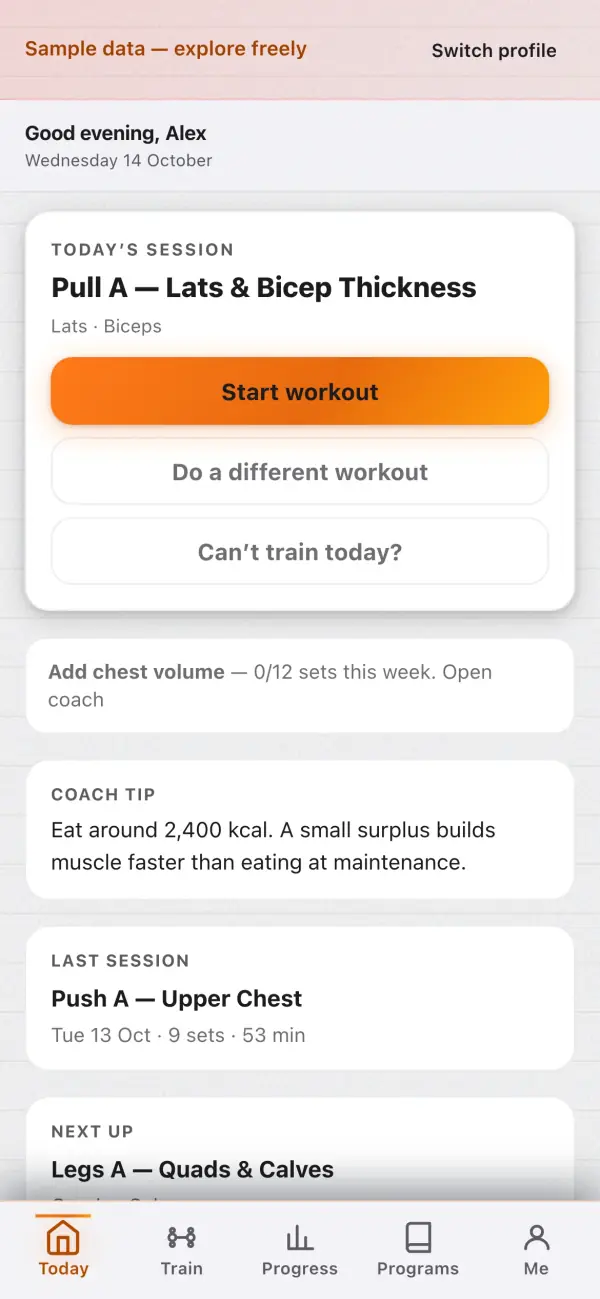 Sample data — explore freely
Switch profile
Good evening, Alex
Wednesday 14 October
TODAY’S SESSION
Pull A — Lats & Bicep Thickness
Lats · Biceps
Start workout
Do a different workout
Can’t train today?
Add chest volume — 0/12 sets this week. Open
coach
COACH TIP
Eat around 2,400 kcal. A small surplus builds
muscle faster than eating at maintenance.
LAST SESSION
Push A — Upper Chest
Tue 13 Oct · 9 sets · 53 min
NEXT UP
Legs A — Quads & Calves
Today
Train
Progress
Programs
Me